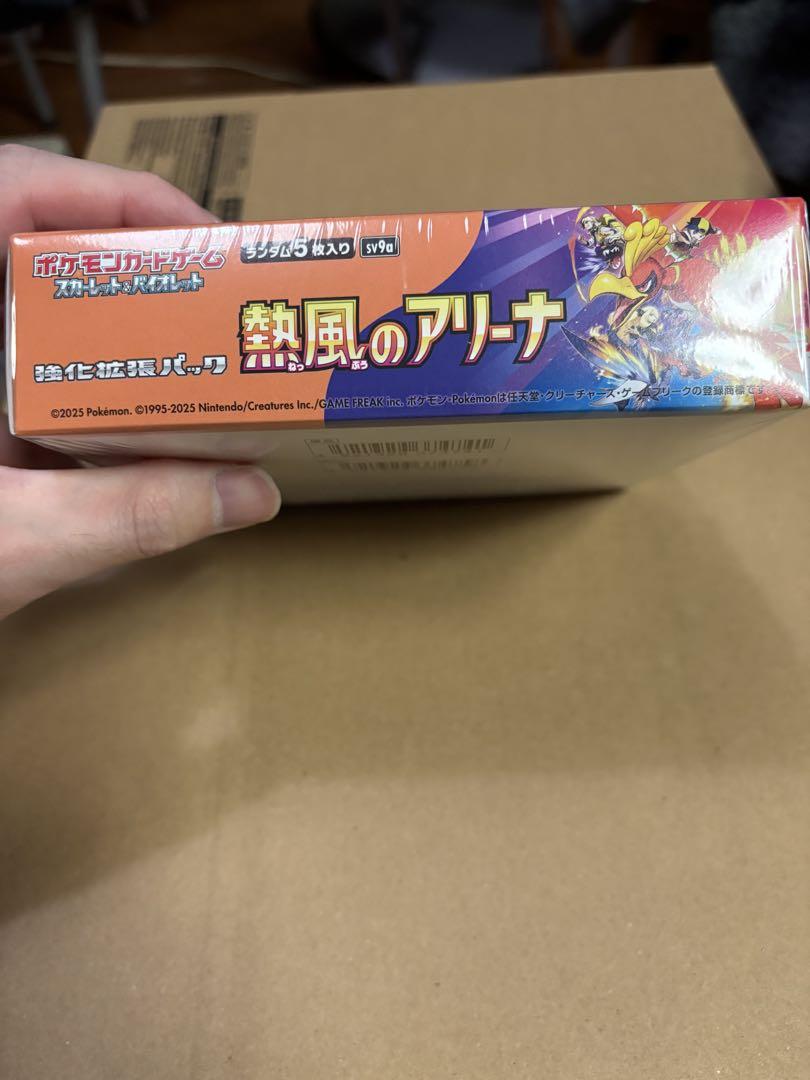 ポケモンカードゲーム
スカーレット&バイオレット
ランダム5枚入り
SV9a
強化拡張パック
熱風のアリーナ
ねっ ぷう
©2025 Pokémon. ©1995-2025 Nintendo/Creatures Inc./GAME FREAK inc. ポケモン・Pokémonは任天堂・クリーチャーズ・ゲームフリークの登録商標です。